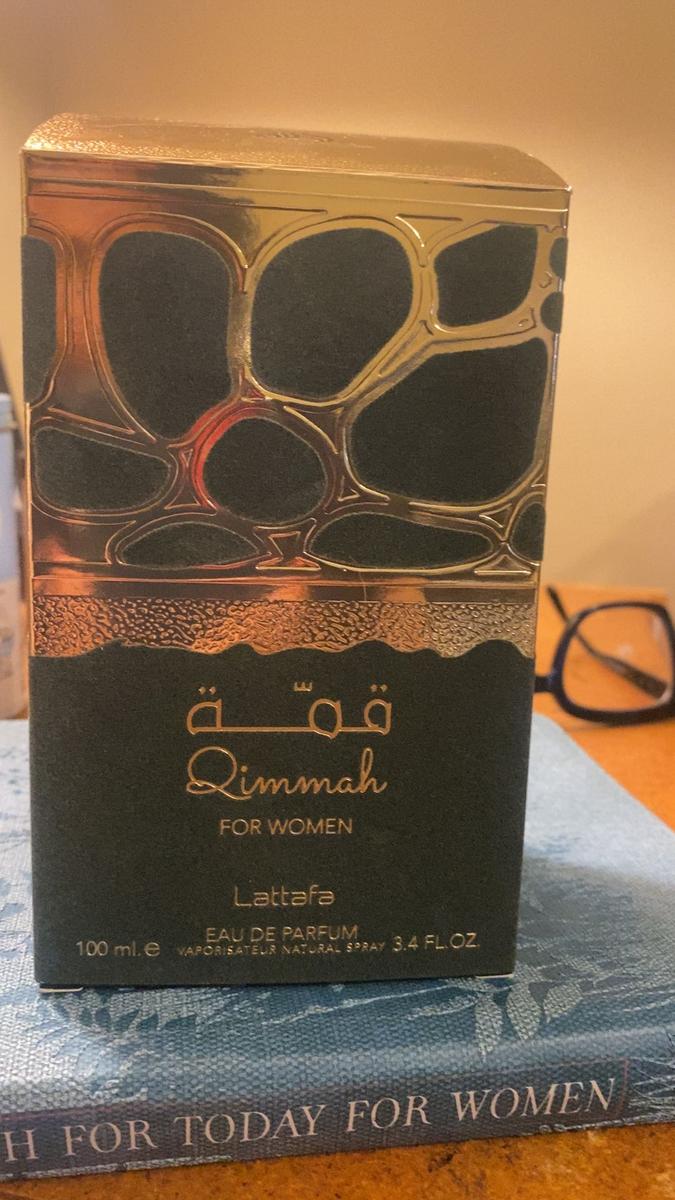 قمّة
Qimmah
FOR WOMEN
Lattafa
EAU DE PARFUM
100 ml. e VAPORISATEUR NATURAL SPRAY 3.4 FL.OZ.
H FOR TODAY FOR WOMEN